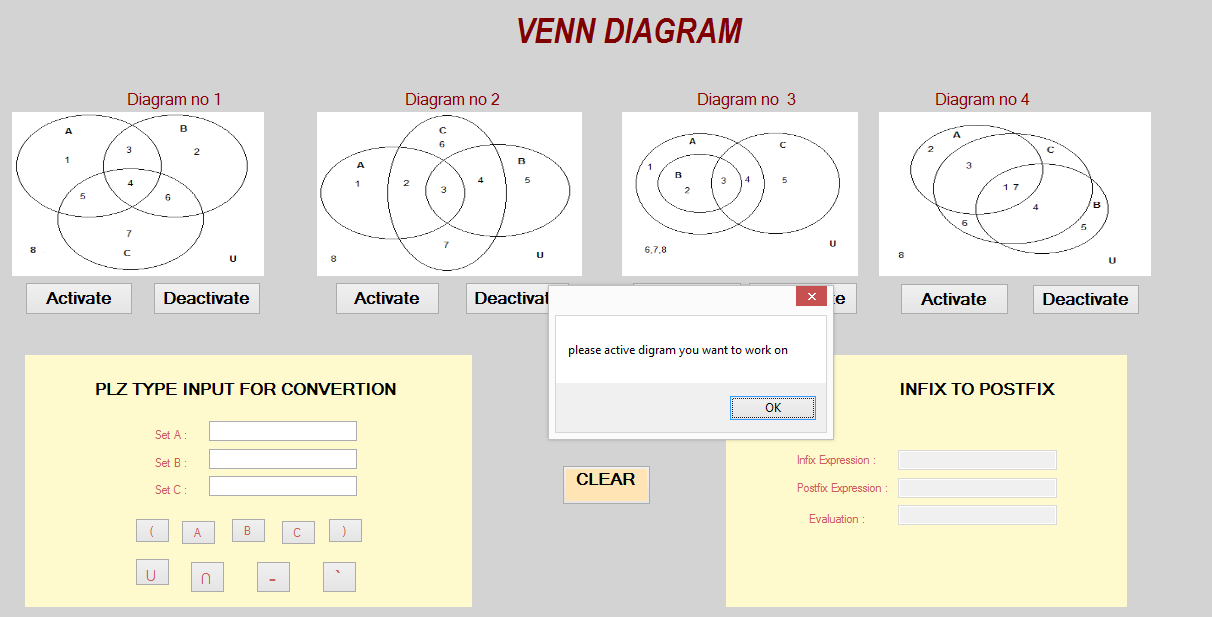 VENN DIAGRAM
Diagram no 1
Diagram no 2
Diagram no 3
Diagram no 4
A
B
1
3
2
4
5
6
7
C
8
U
C
6
A
B
1
2
3
4
5
7
U
8
A
C
1
B
2
3
4
5
6,7,8
U
A
2
C
3
1 7
4
B
6
5
8
U
Activate
Deactivate
Activate
Activate
Deactivate
please active digram you want to work on
OK
PLZ TYPE INPUT FOR CONVERTION
Set A :
Set B :
Set C :
( A B C )
∪ ∩ - `
CLEAR
INFIX TO POSTFIX
Infix Expression :
Postfix Expression :
Evaluation :